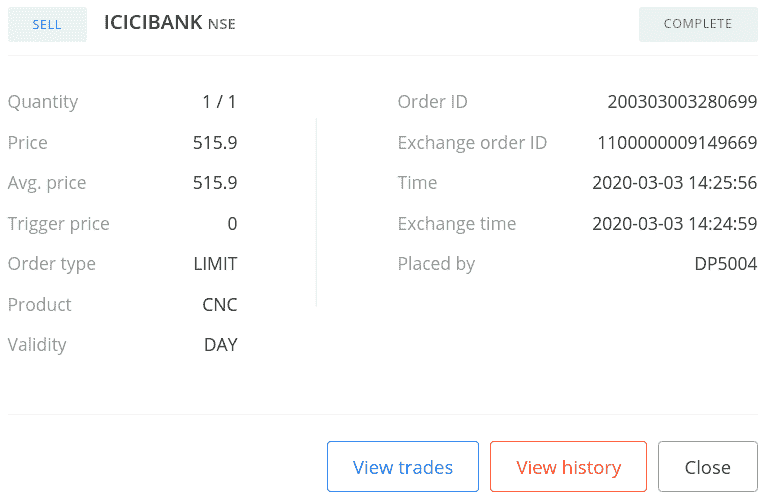 SELL ICICIBANK NSE COMPLETE
Quantity 1 / 1
Price 515.9
Avg. price 515.9
Trigger price 0
Order type LIMIT
Product CNC
Validity DAY
Order ID 200303003280699
Exchange order ID 1100000009149669
Time 2020-03-03 14:25:56
Exchange time 2020-03-03 14:24:59
Placed by DP5004
View trades View history Close